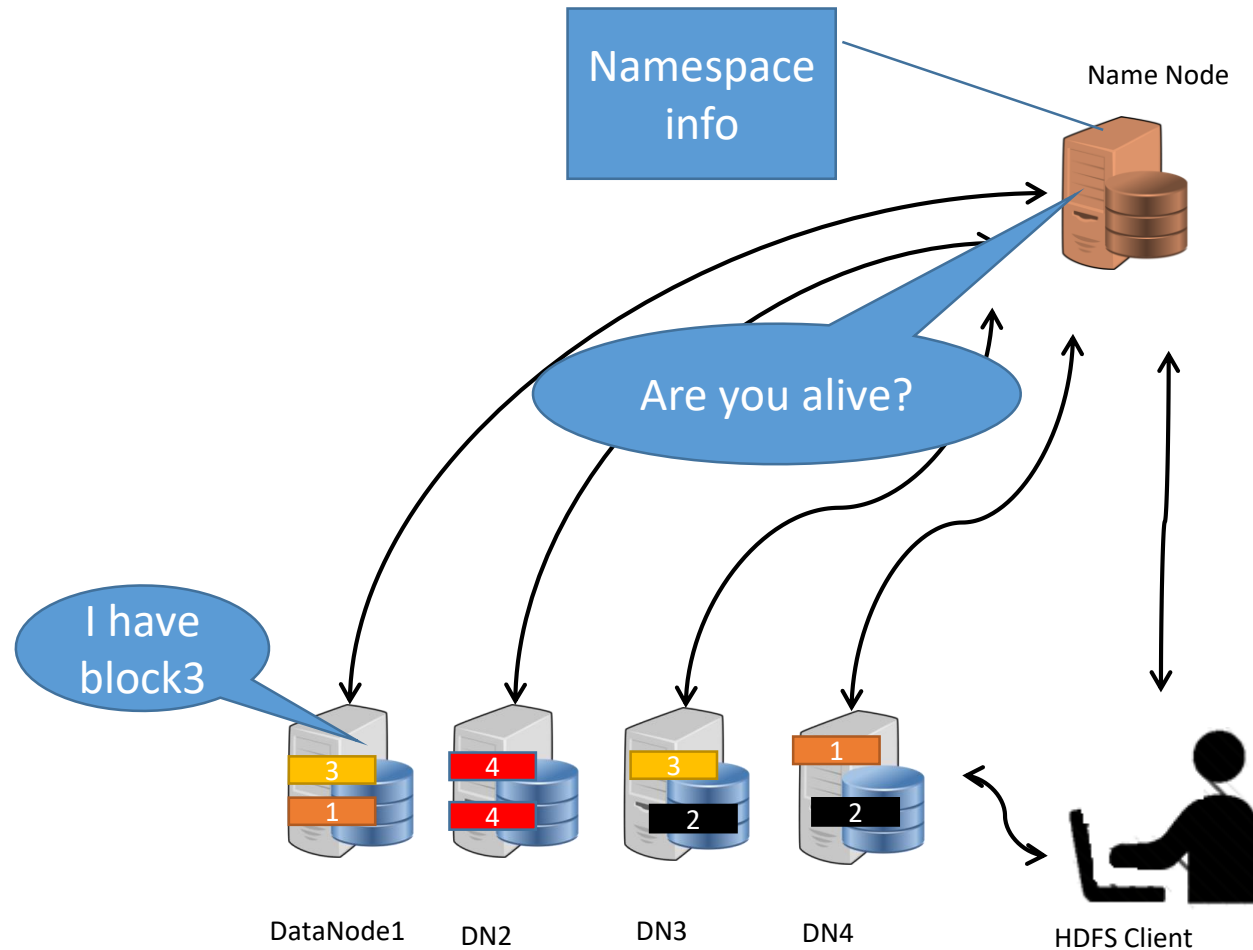 Namespace
info
Name Node
Are you alive?
I have
block3
3
1
4
4
3
2
1
2
DataNode1
DN2
DN3
DN4
HDFS Client